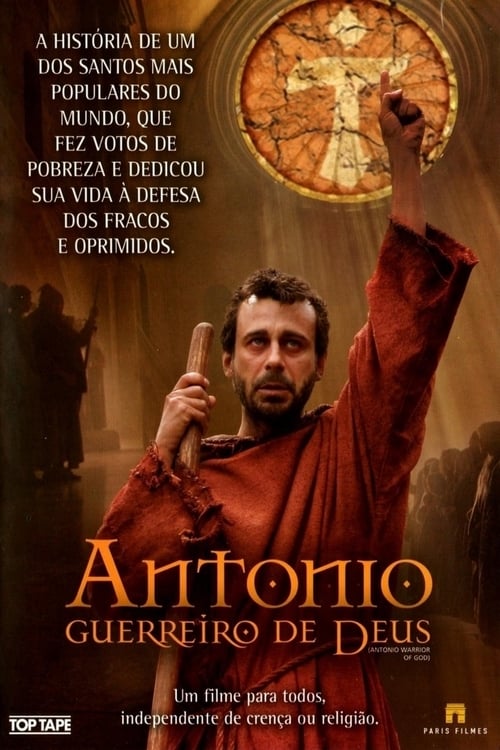 A HISTÓRIA DE UM
DOS SANTOS MAIS
POPULARES DO
MUNDO, QUE
FEZ VOTOS DE
POBREZA E DEDICOU
SUA VIDA À DEFESA
DOS FRACOS
E OPRIMIDOS.
ANTONIO
GUERREIRO DE DEUS
(ANTONIO WARRIOR
OF GOD)
Um filme para todos,
independente de crença ou religião.
TOP TAPE
PARIS FILMES